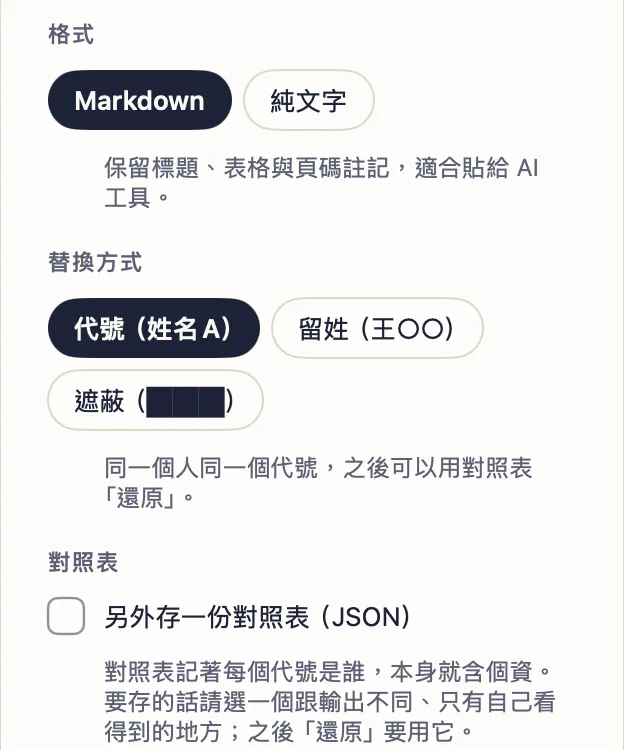 格式
Markdown 純文字
保留標題、表格與頁碼註記，適合貼給 AI
工具。
替換方式
代號（姓名 A） 留姓（王〇〇）
遮蔽（████）
同一個人同一個代號，之後可以用對照表
「還原」。
對照表
另外存一份對照表（JSON）
對照表記著每個代號是誰，本身就含個資。
要存的話請選一個跟輸出不同、只有自己看
得到的地方；之後「還原」要用它。